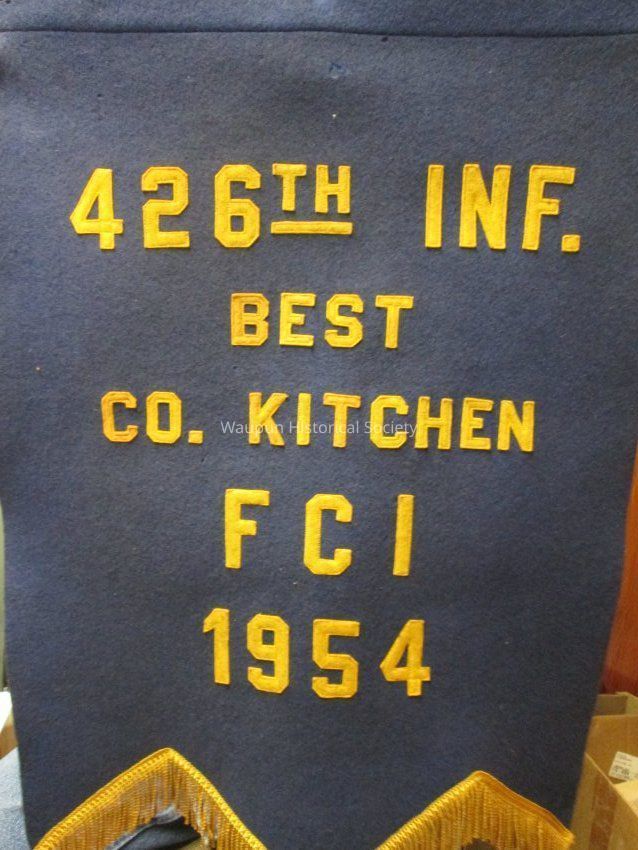 426TH INF.
BEST
CO. KITCHEN
Waupun Historical Society
FCI
1954